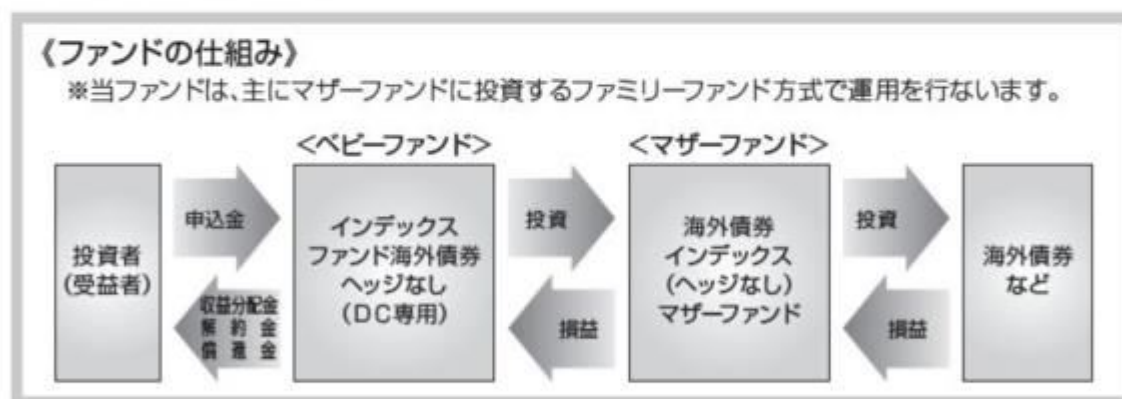 《ファンドの仕組み》
※当ファンドは、主にマザーファンドに投資するファミリーファンド方式で運用を行ないます。
＜ベビーファンド＞
＜マザーファンド＞
投資者
(受益者)
申込金
収益分配金
解約金
償還金
インデックス
ファンド海外債券
ヘッジなし
(DC専用)
投資
損益
海外債券
インデックス
(ヘッジなし)
マザーファンド
投資
損益
海外債券
など